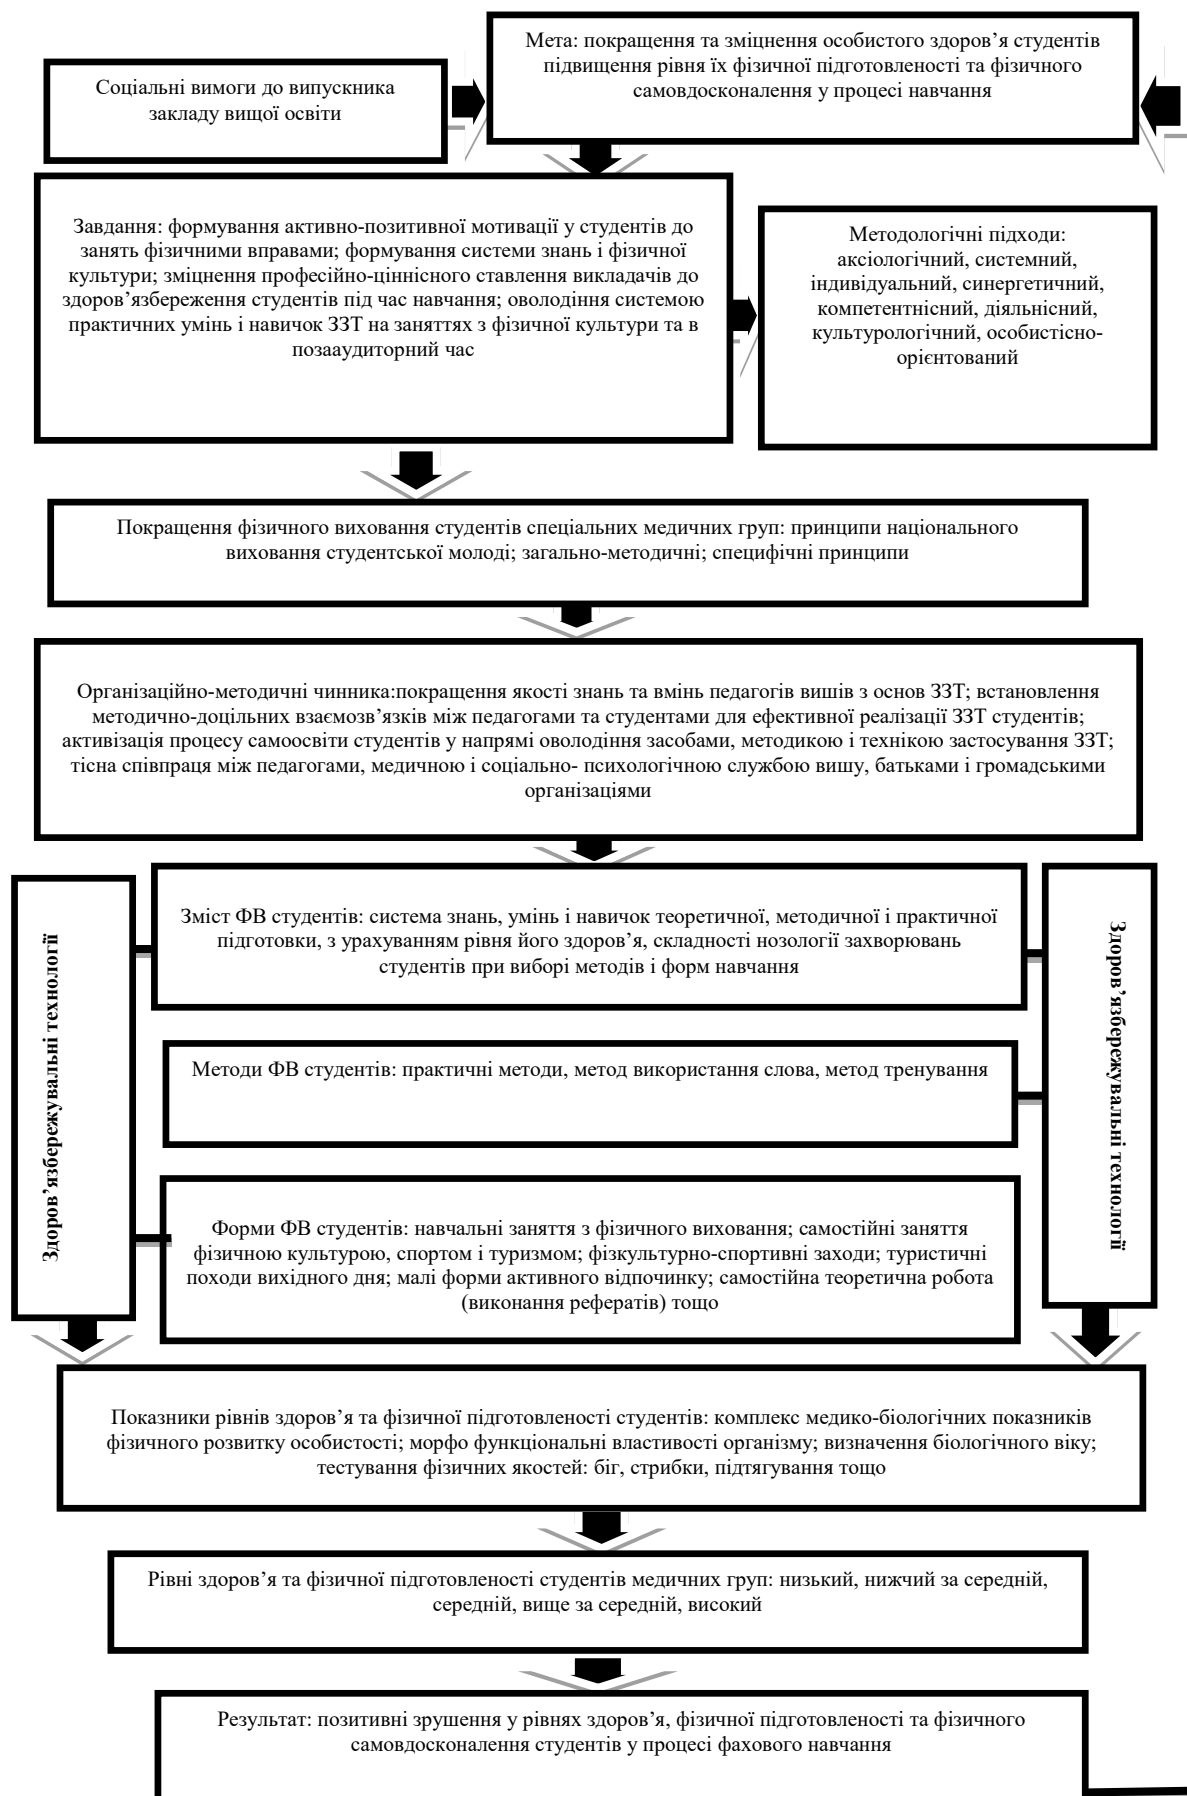 Мета: покращення та зміцнення особистого здоров’я студентів
підвищення рівня їх фізичної підготовленості та фізичного
самовдосконалення у процесі навчання
Соціальні вимоги до випускника
закладу вищої освіти
Завдання: формування активно-позитивної мотивації у студентів до
занять фізичними вправами; формування системи знань і фізичної
культури; зміцнення професійно-ціннісного ставлення викладачів до
здоров’язбереження студентів під час навчання; оволодіння системою
практичних умінь і навичок ЗЗТ на заняттях з фізичної культури та в
позааудиторний час
Методологічні підходи:
аксіологічний, системний,
індивідуальний, синергетичний,
компетентнісний, діяльнісний,
культурологічний, особистісно-
орієнтований
Покращення фізичного виховання студентів спеціальних медичних груп: принципи національного
виховання студентської молоді; загально-методичні; специфічні принципи
Організаційно-методичні чинника:покращення якості знань та вмінь педагогів вишів з основ ЗЗТ; встановлення
методично-доцільних взаємозв’язків між педагогами та студентами для ефективної реалізації ЗЗТ студентів;
активізація процесу самоосвіти студентів у напрямі оволодіння засобами, методикою і технікою застосування ЗЗТ;
тісна співпраця між педагогами, медичною і соціально- психологічною службою вишу, батьками і громадськими
організаціями
Здоров’язбережувальні технології
Зміст ФВ студентів: система знань, умінь і навичок теоретичної, методичної і практичної
підготовки, з урахуванням рівня його здоров’я, складності нозології захворювань
студентів при виборі методів і форм навчання
Здоров’язбережувальні технології
Методи ФВ студентів: практичні методи, метод використання слова, метод тренування
Форми ФВ студентів: навчальні заняття з фізичного виховання; самостійні заняття
фізичною культурою, спортом і туризмом; фізкультурно-спортивні заходи; туристичні
походи вихідного дня; малі форми активного відпочинку; самостійна теоретична робота
(виконання рефератів) тощо
Показники рівнів здоров’я та фізичної підготовленості студентів: комплекс медико-біологічних показників
фізичного розвитку особистості; морфо функціональні властивості організму; визначення біологічного віку;
тестування фізичних якостей: біг, стрибки, підтягування тощо
Рівні здоров’я та фізичної підготовленості студентів медичних груп: низький, нижчий за середній,
середній, вище за середній, високий
Результат: позитивні зрушення у рівнях здоров’я, фізичної підготовленості та фізичного
самовдосконалення студентів у процесі фахового навчання